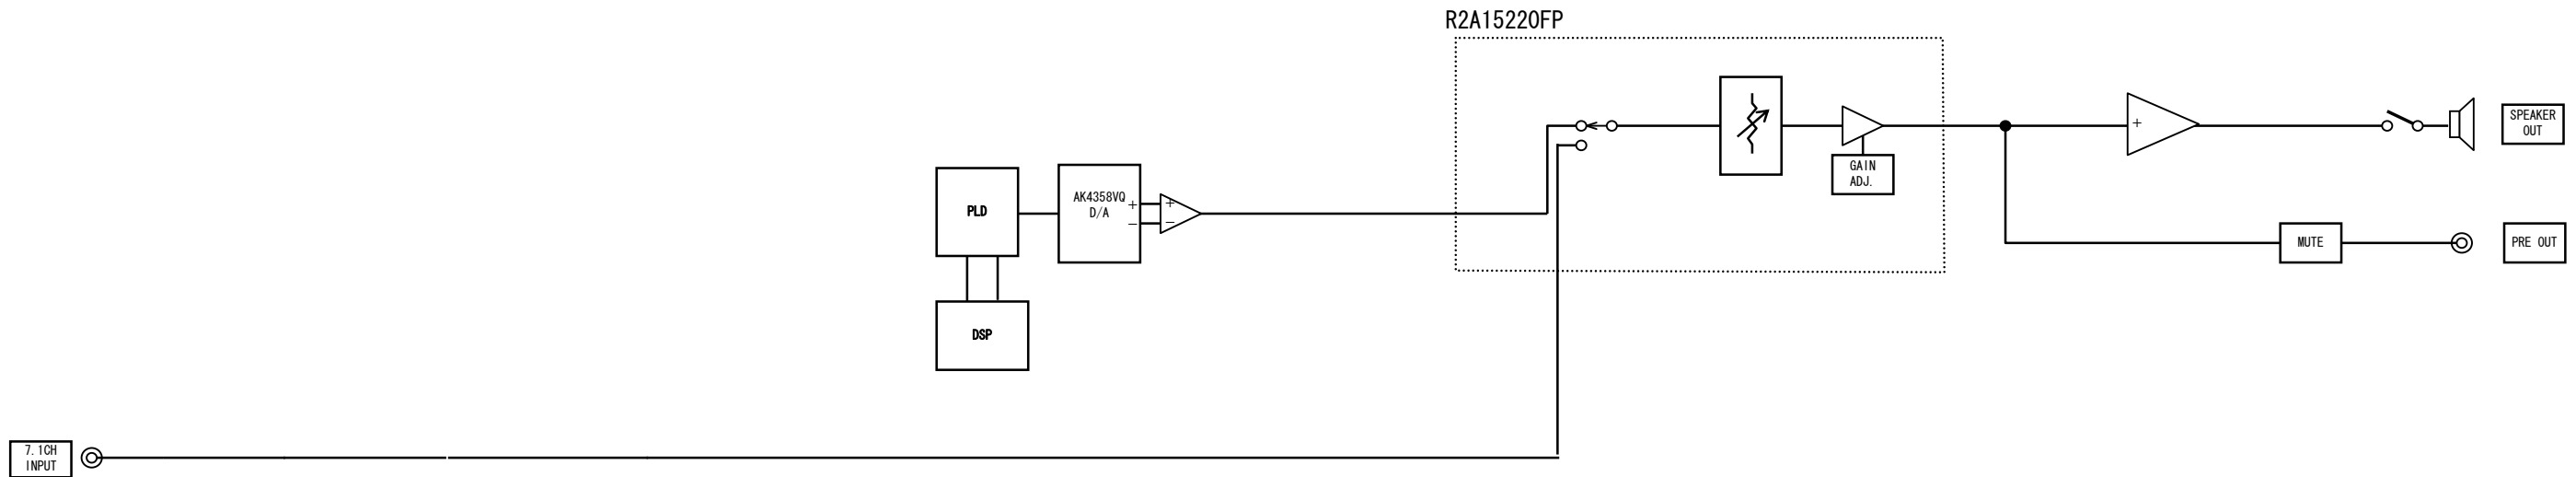 R2A15220FP
SPEAKER
OUT
GAIN
ADJ.
PLD
AK4358VQ
D/A
+
−
+
−
+
MUTE
PRE OUT
DSP
7.1CH
INPUT